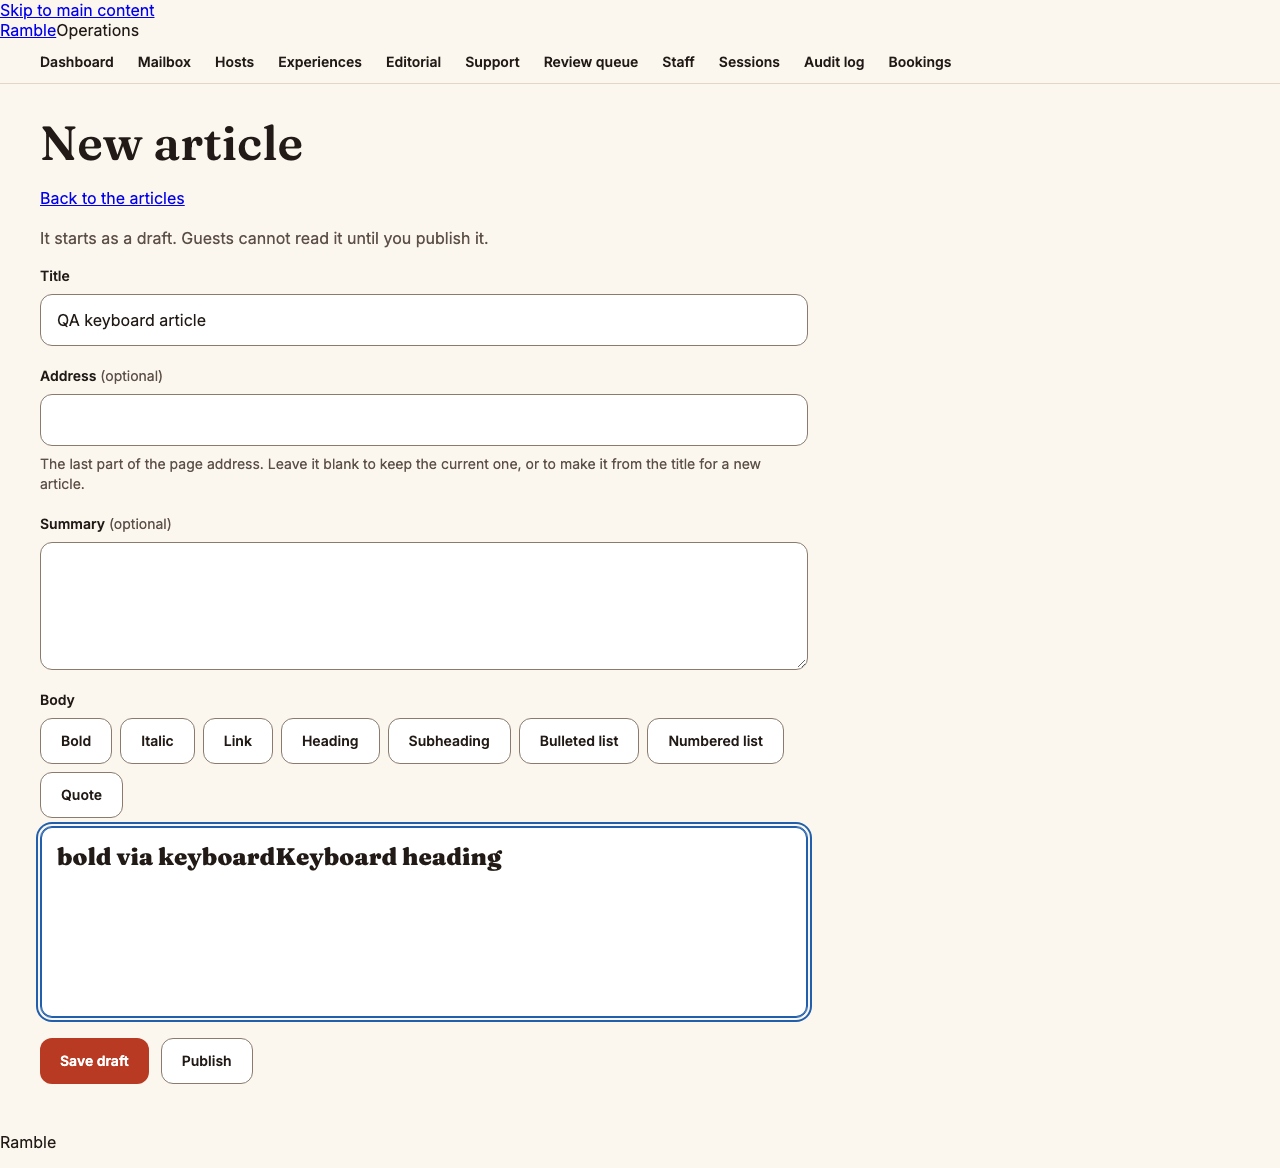 Skip to main content
RambleOperations
Dashboard Mailbox Hosts Experiences Editorial Support Review queue Staff Sessions Audit log Bookings
New article
Back to the articles
It starts as a draft. Guests cannot read it until you publish it.
Title
QA keyboard article
Address (optional)
The last part of the page address. Leave it blank to keep the current one, or to make it from the title for a new
article.
Summary (optional)
Body
Bold Italic Link Heading Subheading Bulleted list Numbered list
Quote
bold via keyboardKeyboard heading
Save draft Publish
Ramble